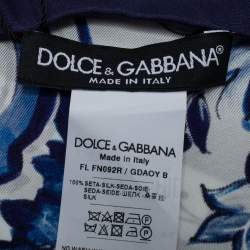 DOLCE & GABBANA
MADE IN ITALY
DOLCE & GABBANA
Made in Italy
FL FN092R / GDAOY B
100% SETA-SILK-SEDA-SOIE-
SEIDE-ШЕЛК
SILK